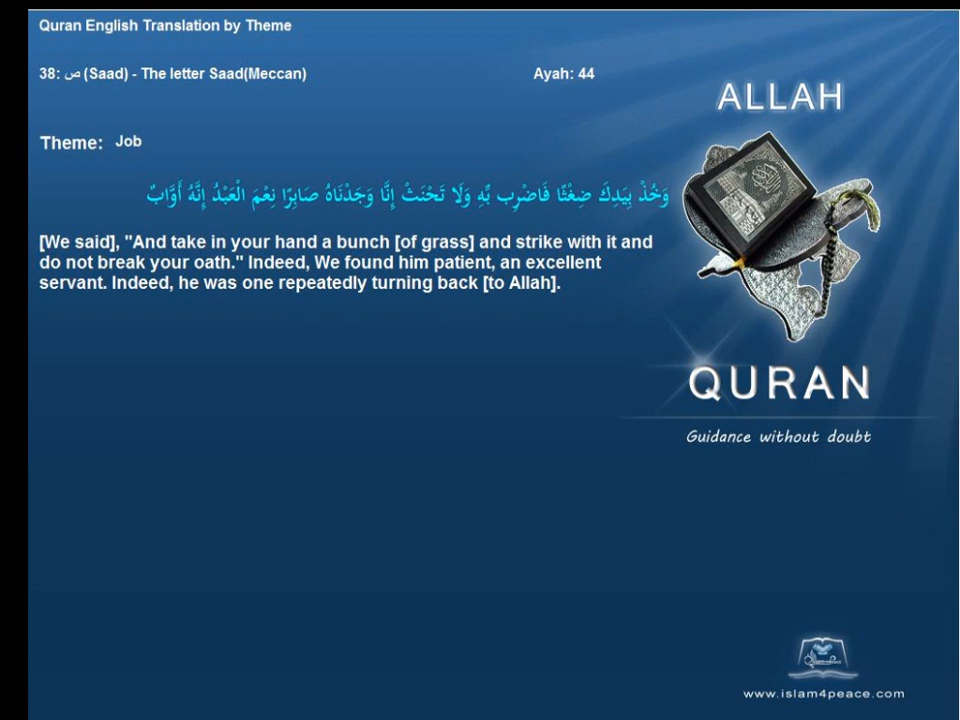 Quran English Translation by Theme
38: ص (Saad) - The letter Saad(Meccan) Ayah: 44
ALLAH
Theme: Job
وَخُذْ بِيَدِكَ ضِغْثًا فَاضْرِب بِّهِ وَلَا تَحْنَثْ إِنَّا وَجَدْنَاهُ صَابِرًا نِعْمَ الْعَبْدُ إِنَّهُ أَوَّابٌ
[We said], "And take in your hand a bunch [of grass] and strike with it and
do not break your oath." Indeed, We found him patient, an excellent
servant. Indeed, he was one repeatedly turning back [to Allah].
QURAN
Guidance without doubt
www.islam4peace.com